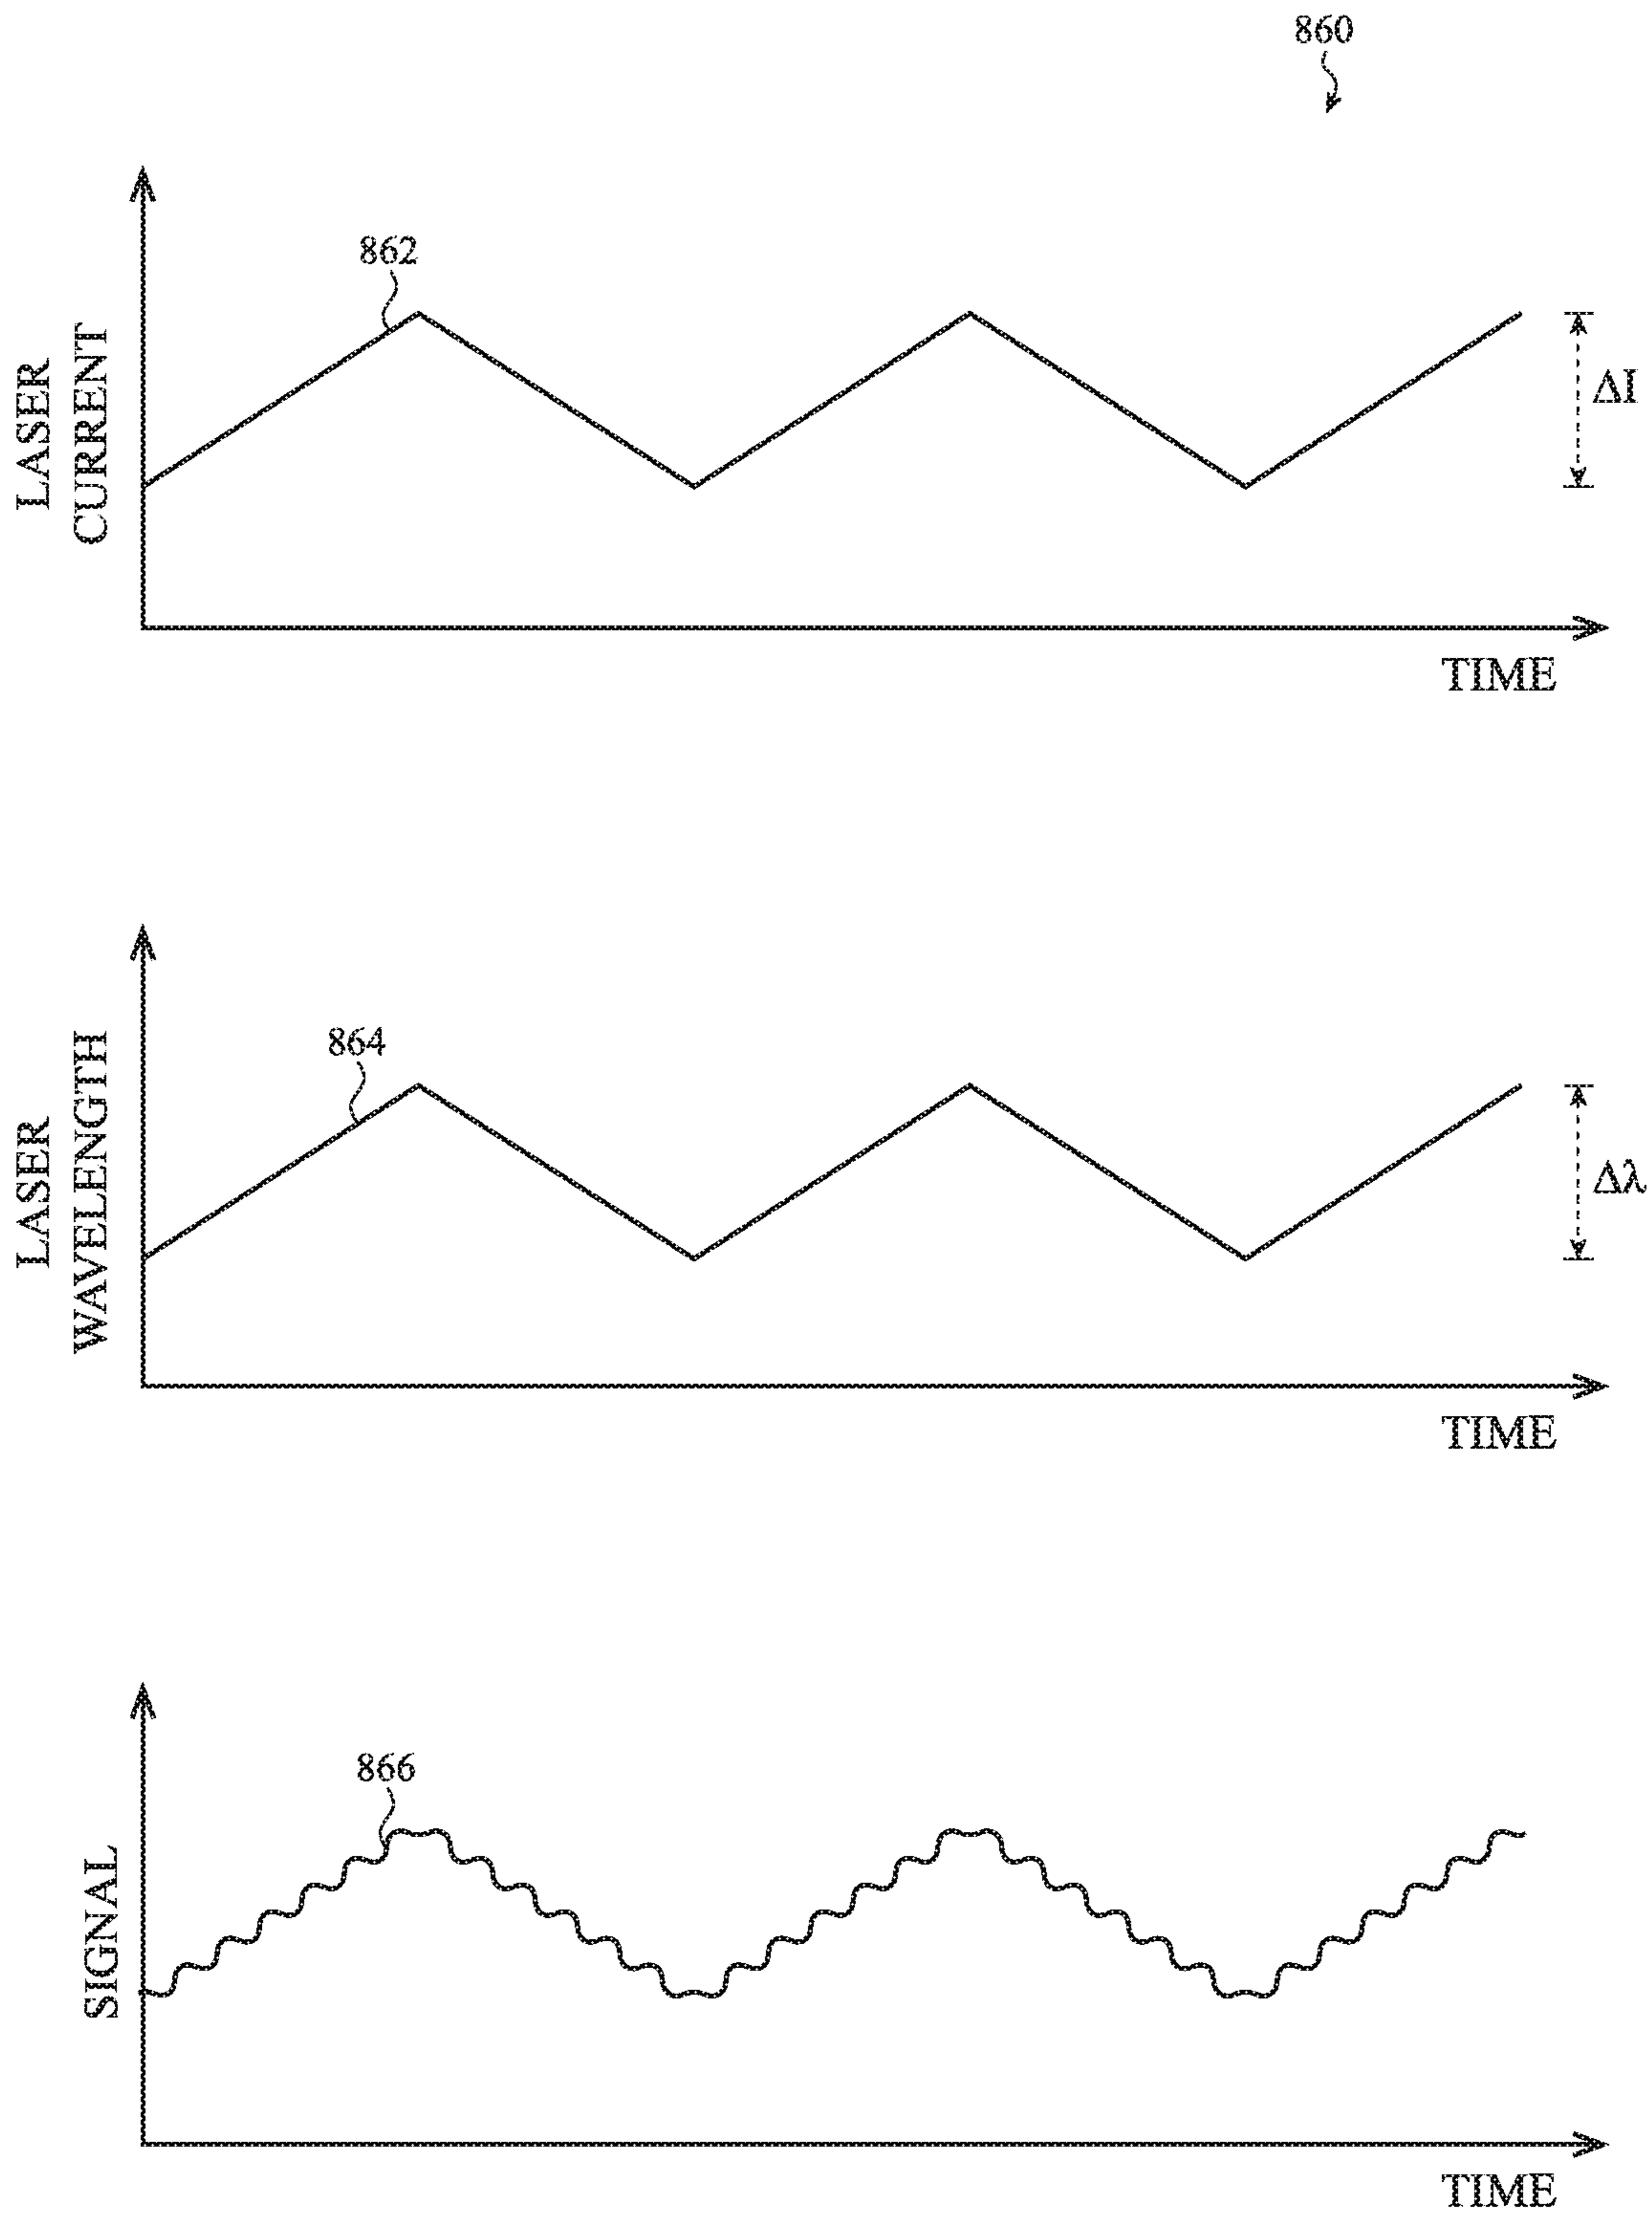 860
862
LASER
CURRENT
ΔI
TIME
864
LASER
WAVELENGTH
Δλ
TIME
866
SIGNAL
TIME